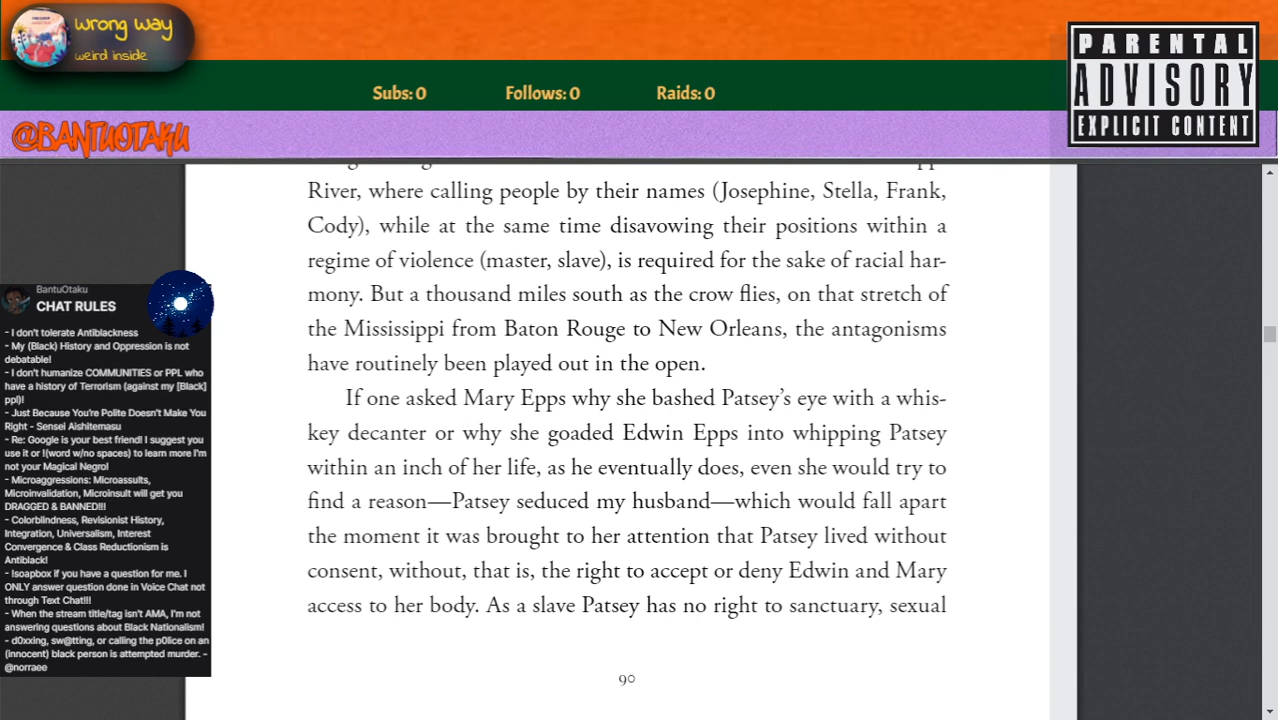 wrong way
weird inside
PARENTAL
ADVISORY
EXPLICIT CONTENT
Subs: 0
Follows: 0
Raids: 0
@BANTUOTAKU
River, where calling people by their names (Josephine, Stella, Frank,
Cody), while at the same time disavowing their positions within a
regime of violence (master, slave), is required for the sake of racial har-
mony. But a thousand miles south as the crow flies, on that stretch of
the Mississippi from Baton Rouge to New Orleans, the antagonisms
have routinely been played out in the open.
If one asked Mary Epps why she bashed Patsey’s eye with a whis-
key decanter or why she goaded Edwin Epps into whipping Patsey
within an inch of her life, as he eventually does, even she would try to
find a reason—Patsey seduced my husband—which would fall apart
the moment it was brought to her attention that Patsey lived without
consent, without, that is, the right to accept or deny Edwin and Mary
access to her body. As a slave Patsey has no right to sanctuary, sexual
90
BantuOtaku
CHAT RULES
- I don't tolerate Antiblackness
- My (Black) History and Oppression is not
debatable!
- I don't humanize COMMUNITIES or PPL who
have a history of Terrorism (against my [Black]
ppl)!
- Just Because You're Polite Doesn't Make You
Right - Sensei Aishitemasu
- Re: Google is your best friend! I suggest you
use it or !(word w/no spaces) to learn more I'm
not your Magical Negro!
- Microaggressions: Microassults,
Microinvalidation, Microinsult will get you
DRAGGED & BANNED!!!
- Colorblindness, Revisionist History,
Integration, Universalism, Interest
Convergence & Class Reductionism is
Antiblack!
- !soapbox if you have a question for me. I
ONLY answer question done in Voice Chat not
through Text Chat!!!
- When the stream title/tag isn't AMA, I'm not
answering questions about Black Nationalism!
- d0xxing, sw@tting, or calling the p0lice on an
(innocent) black person is attempted murder. -
@norraee